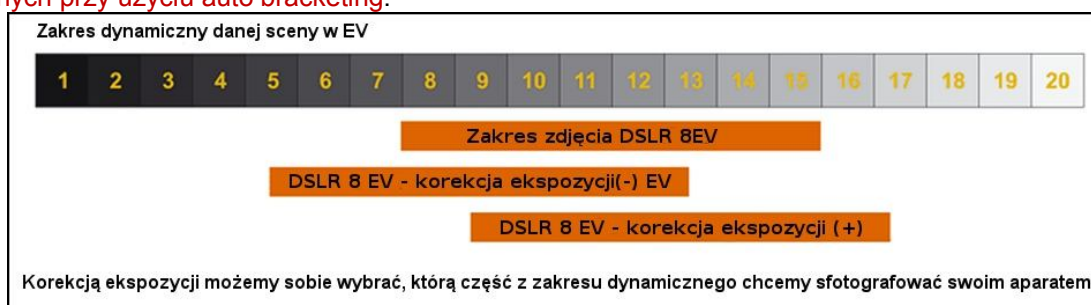 nych przy użyciu auto bracketing.
Zakres dynamiczny danej sceny w EV
1 2 3 4 5 6 7 8 9 10 11 12 13 14 15 16 17 18 19 20
Zakres zdjęcia DSLR 8EV
DSLR 8 EV - korekcja ekspozycji(-) EV
DSLR 8 EV - korekcja ekspozycji (+)
Korekcją ekspozycji możemy sobie wybrać, którą część z zakresu dynamicznego chcemy sfotografować swoim aparatem